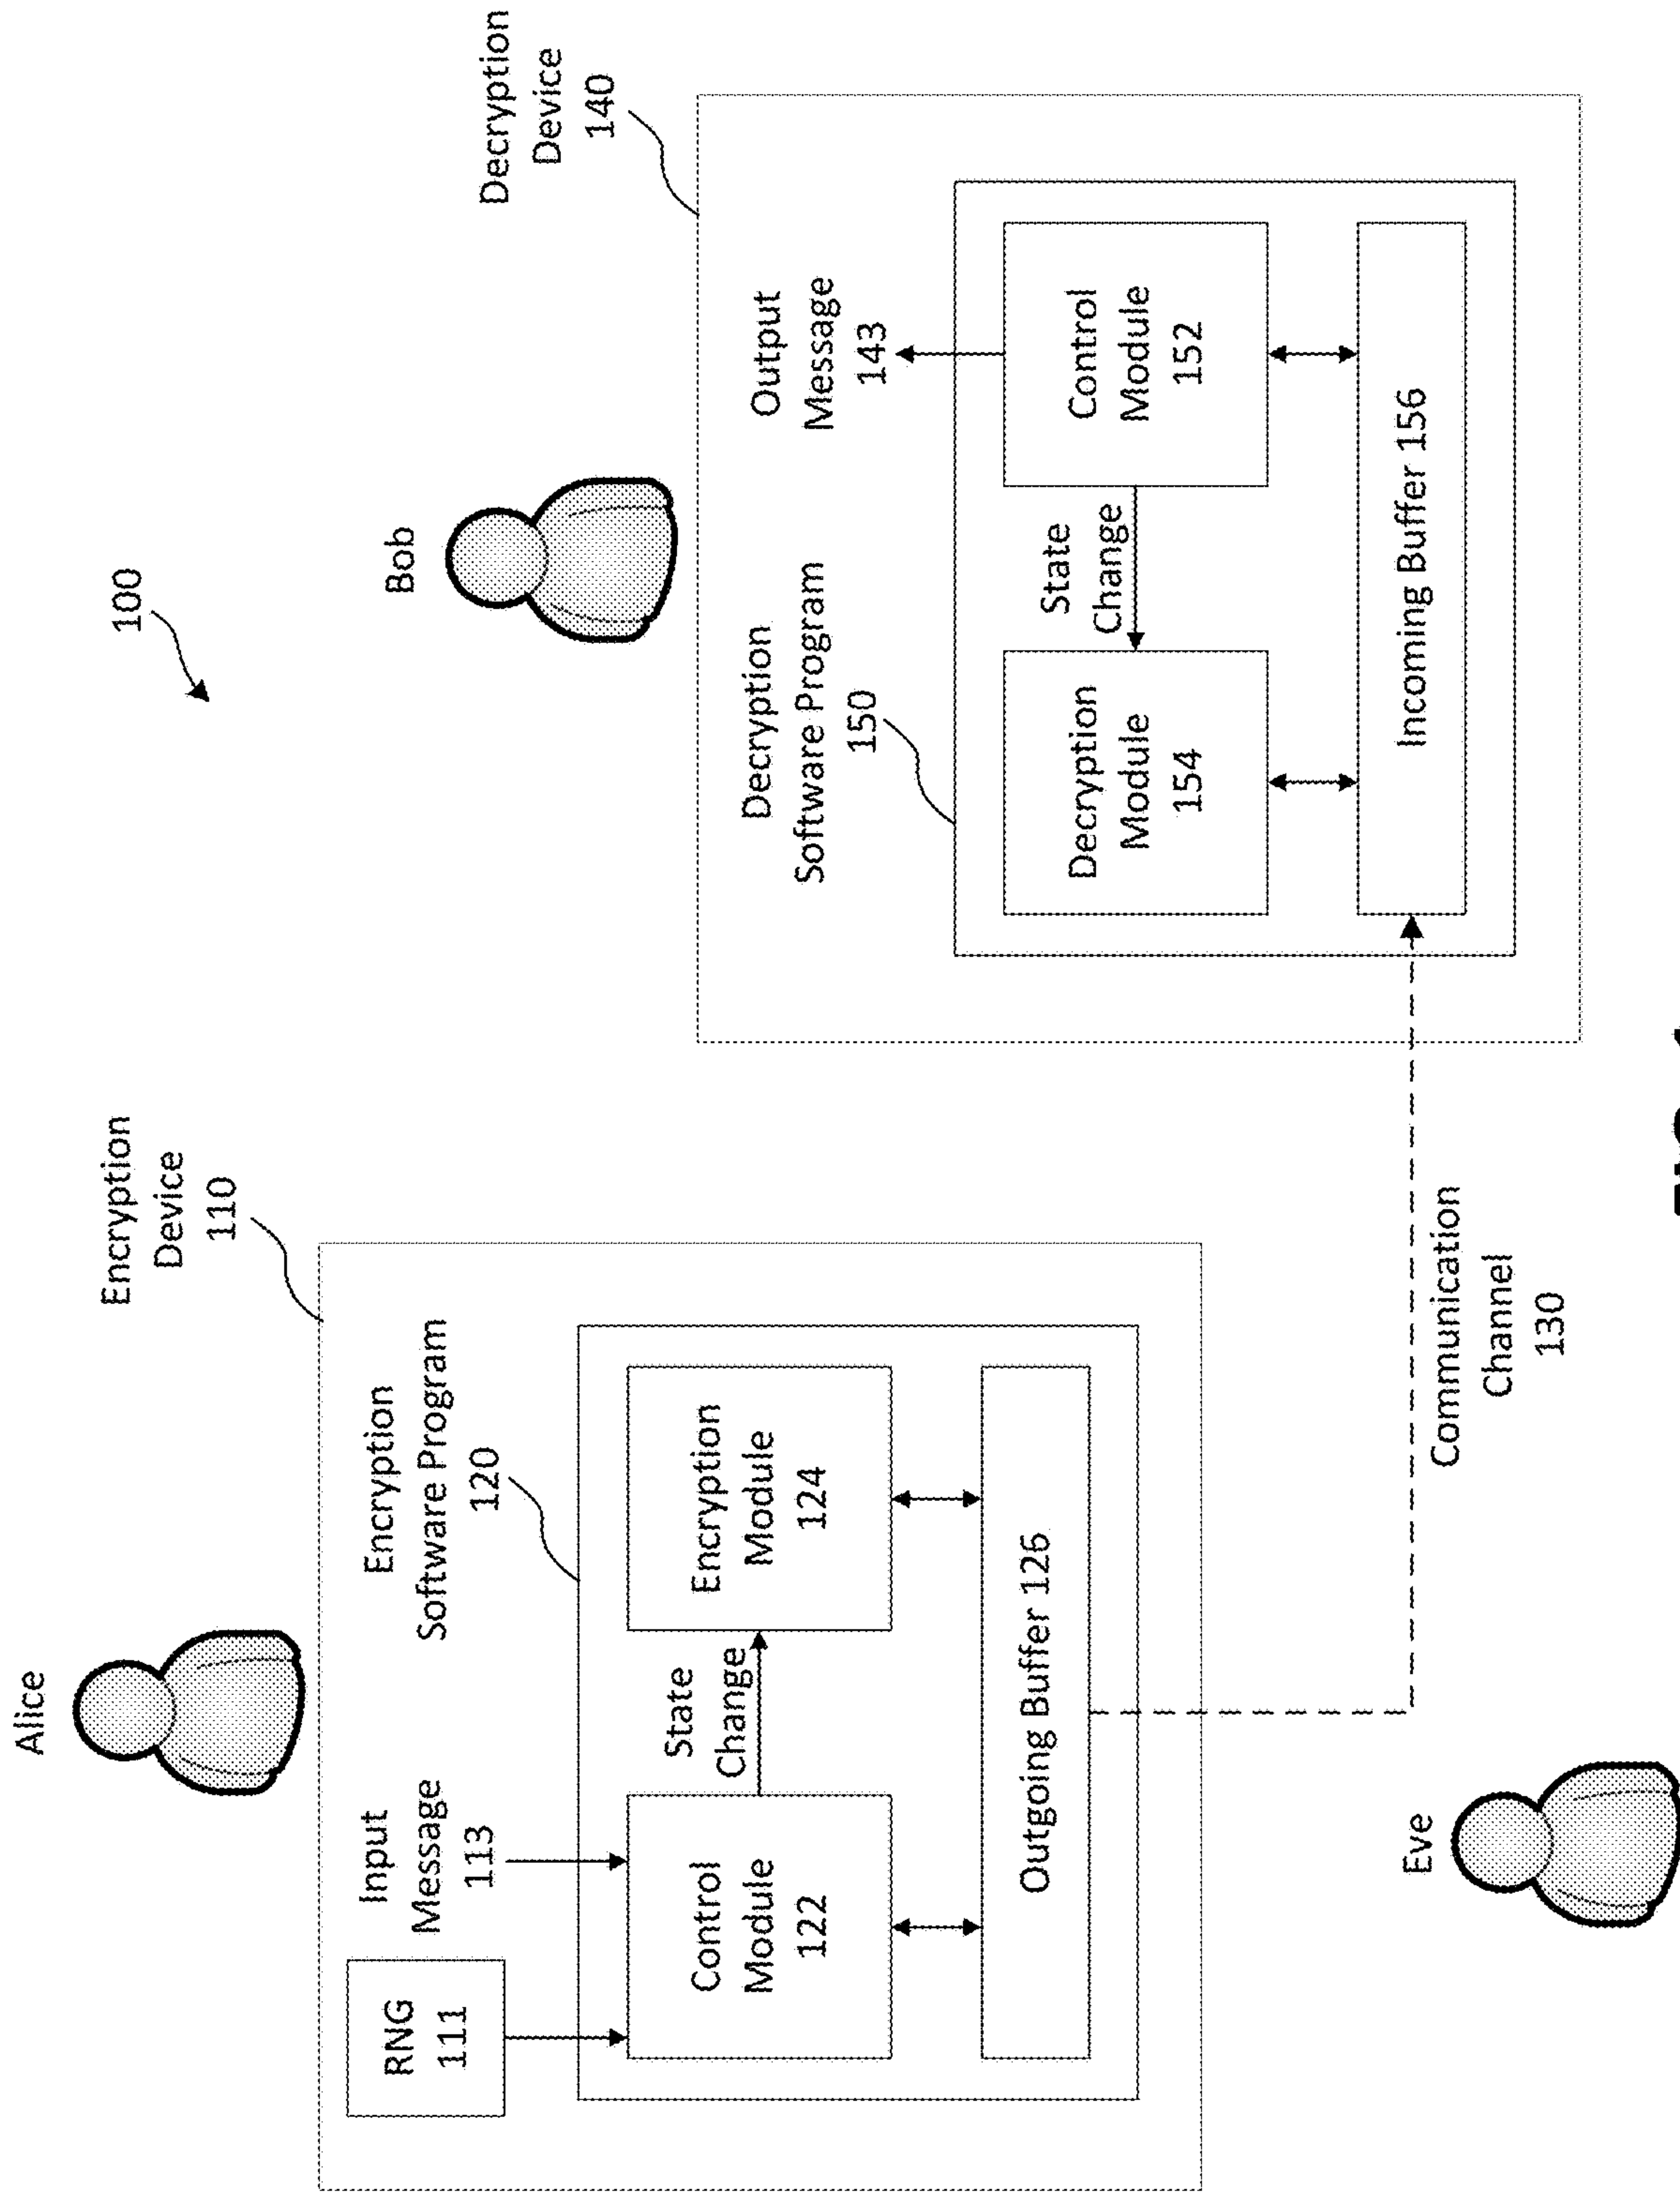 100
Alice
Encryption
Device
110
RNG
111
Input
Message
113
Encryption
Software Program
120
Control
Module
122
State
Change
Encryption
Module
124
Outgoing Buffer 126
Eve
Communication
Channel
130
Bob
Decryption
Device
140
Decryption
Software Program
150
Output
Message
143
Decryption
Module
154
State
Change
Control
Module
152
Incoming Buffer 156